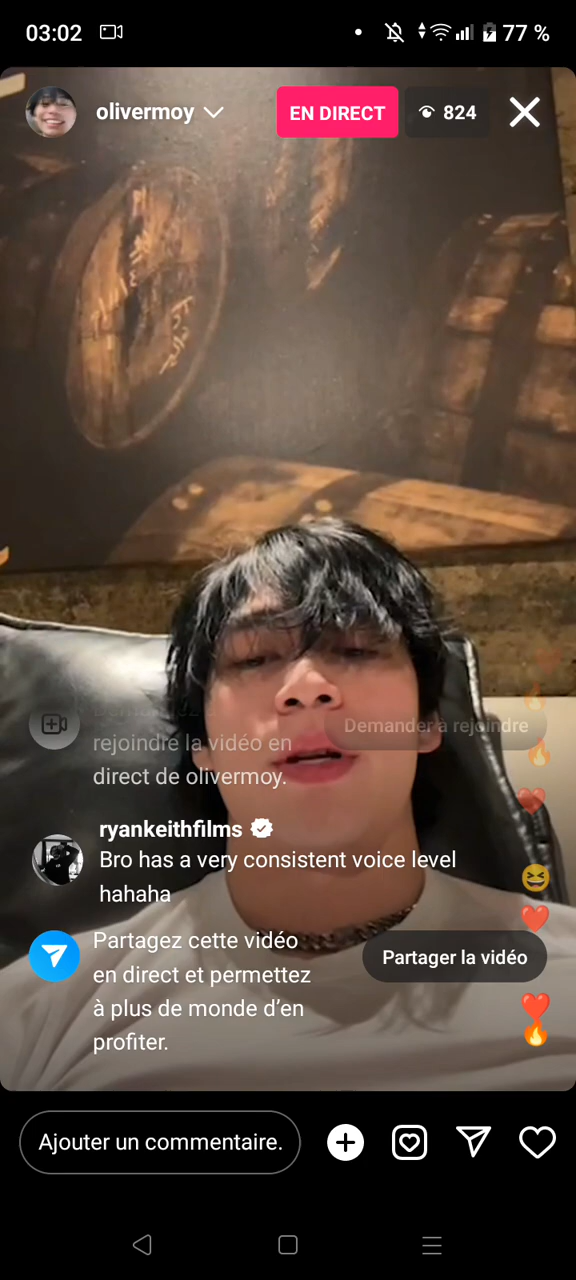 03:02 77 %
olivermoy EN DIRECT 824
Demander à rejoindre
rejoindre la vidéo en
direct de olivermoy.
ryankeithfilms
Bro has a very consistent voice level
hahaha
Partagez cette vidéo
en direct et permettez
à plus de monde d’en
profiter.
Partager la vidéo
Ajouter un commentaire.